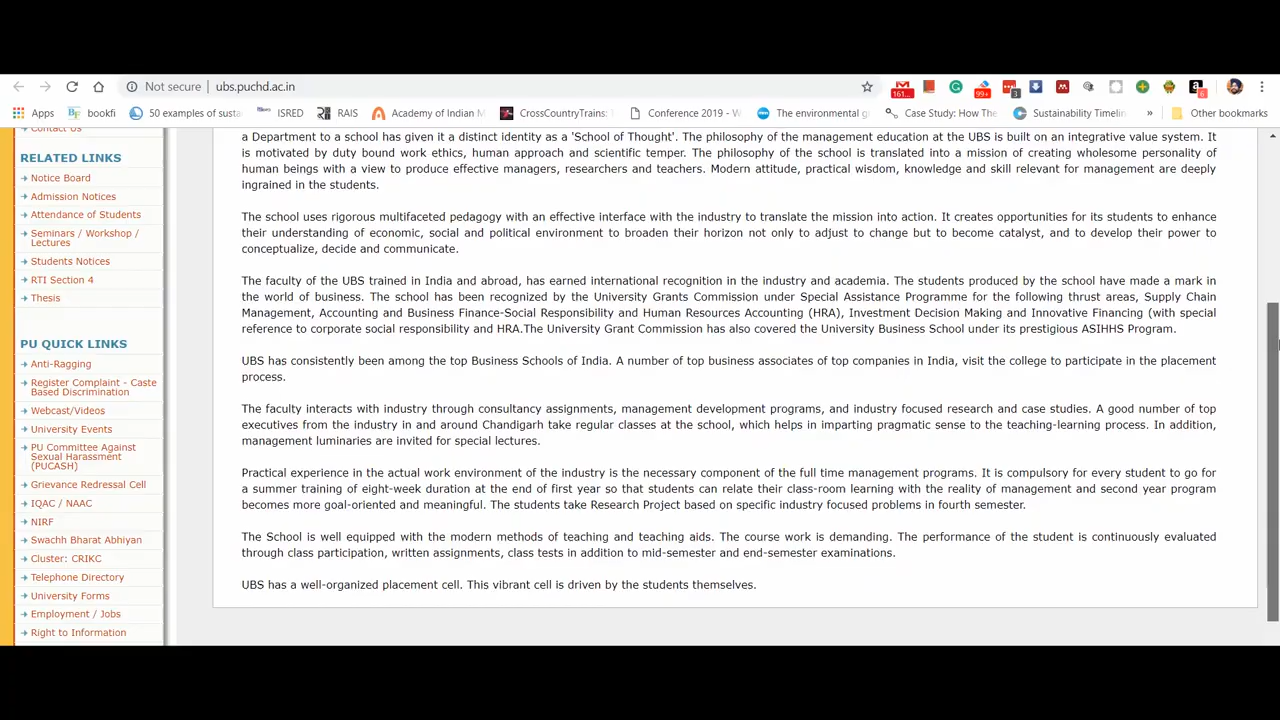 Not secure | ubs.puchd.ac.in
161...
99+
3
Apps
bookfi
50 examples of susta
ISRED
RAIS
Academy of Indian M
CrossCountryTrains:
Conference 2019 - W
The environmental g
Case Study: How The
Sustainability Timelin
»
Other bookmarks
Contact Us
RELATED LINKS
Notice Board
Admission Notices
Attendance of Students
Seminars / Workshop /
Lectures
Students Notices
RTI Section 4
Thesis
PU QUICK LINKS
Anti-Ragging
Register Complaint - Caste
Based Discrimination
Webcast/Videos
University Events
PU Committee Against
Sexual Harassment
(PUCASH)
Grievance Redressal Cell
IQAC / NAAC
NIRF
Swachh Bharat Abhiyan
Cluster: CRIKC
Telephone Directory
University Forms
Employment / Jobs
Right to Information
a Department to a school has given it a distinct identity as a 'School of Thought'. The philosophy of the management education at the UBS is built on an integrative value system. It
is motivated by duty bound work ethics, human approach and scientific temper. The philosophy of the school is translated into a mission of creating wholesome personality of
human beings with a view to produce effective managers, researchers and teachers. Modern attitude, practical wisdom, knowledge and skill relevant for management are deeply
ingrained in the students.
The school uses rigorous multifaceted pedagogy with an effective interface with the industry to translate the mission into action. It creates opportunities for its students to enhance
their understanding of economic, social and political environment to broaden their horizon not only to adjust to change but to become catalyst, and to develop their power to
conceptualize, decide and communicate.
The faculty of the UBS trained in India and abroad, has earned international recognition in the industry and academia. The students produced by the school have made a mark in
the world of business. The school has been recognized by the University Grants Commission under Special Assistance Programme for the following thrust areas, Supply Chain
Management, Accounting and Business Finance-Social Responsibility and Human Resources Accounting (HRA), Investment Decision Making and Innovative Financing (with special
reference to corporate social responsibility and HRA.The University Grant Commission has also covered the University Business School under its prestigious ASIHHS Program.
UBS has consistently been among the top Business Schools of India. A number of top business associates of top companies in India, visit the college to participate in the placement
process.
The faculty interacts with industry through consultancy assignments, management development programs, and industry focused research and case studies. A good number of top
executives from the industry in and around Chandigarh take regular classes at the school, which helps in imparting pragmatic sense to the teaching-learning process. In addition,
management luminaries are invited for special lectures.
Practical experience in the actual work environment of the industry is the necessary component of the full time management programs. It is compulsory for every student to go for
a summer training of eight-week duration at the end of first year so that students can relate their class-room learning with the reality of management and second year program
becomes more goal-oriented and meaningful. The students take Research Project based on specific industry focused problems in fourth semester.
The School is well equipped with the modern methods of teaching and teaching aids. The course work is demanding. The performance of the student is continuously evaluated
through class participation, written assignments, class tests in addition to mid-semester and end-semester examinations.
UBS has a well-organized placement cell. This vibrant cell is driven by the students themselves.